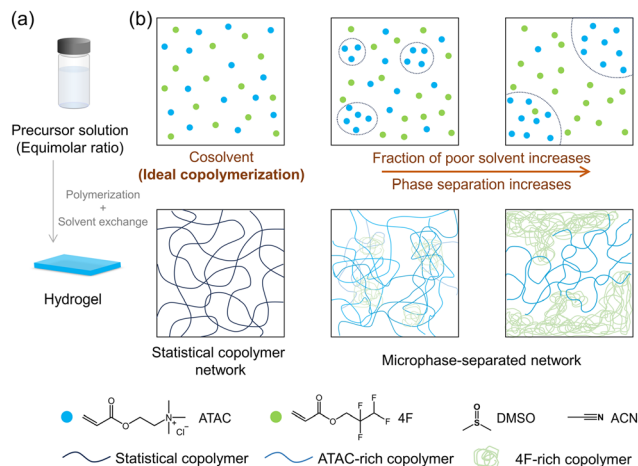 (a)
(b)
Precursor solution
(Equimolar ratio)
Polymerization
+
Solvent exchange
Hydrogel
Cosolvent
(Ideal copolymerization)
Fraction of poor solvent increases
Phase separation increases
Statistical copolymer
network
Microphase-separated network
O
O
N
+
Cl⁻
ATAC
O
O
F
F
F
F
4F
O
S
DMSO
N
ACN
Statistical copolymer
ATAC-rich copolymer
4F-rich copolymer